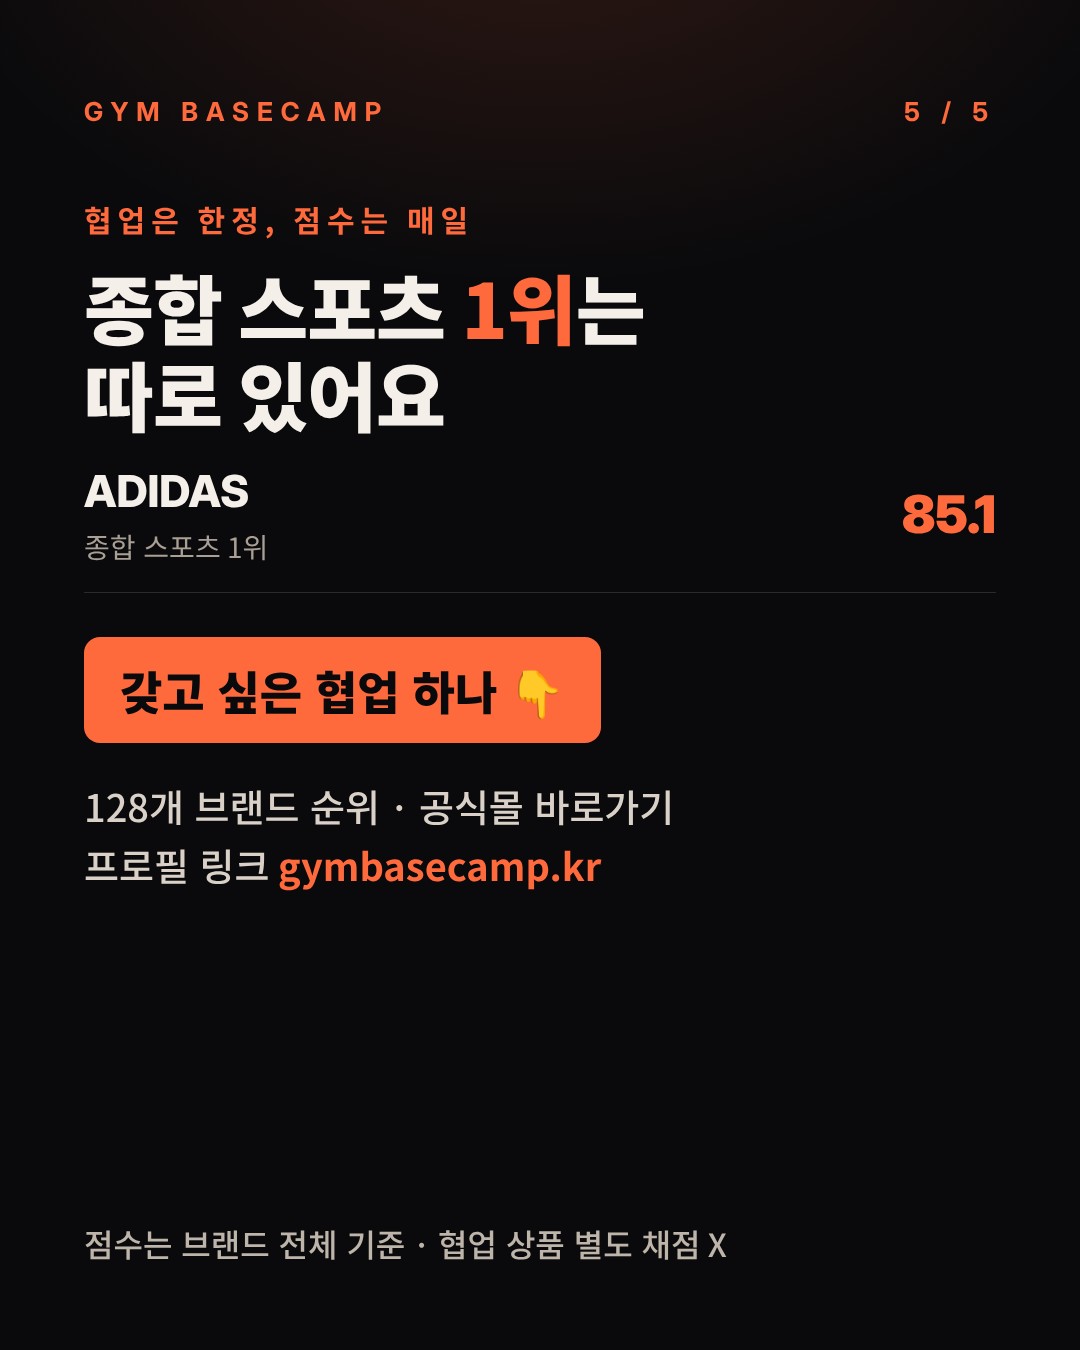 GYM BASECAMP
5 / 5
협업은 한정, 점수는 매일
종합 스포츠 1위는
따로 있어요
ADIDAS
85.1
종합 스포츠 1위
갖고 싶은 협업 하나 👇
128개 브랜드 순위 · 공식몰 바로가기
프로필 링크 gymbasecamp.kr
점수는 브랜드 전체 기준 · 협업 상품 별도 채점 X